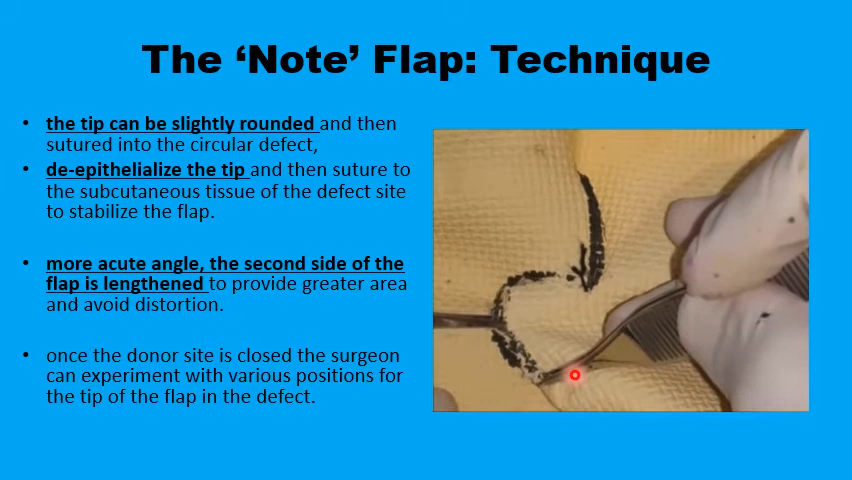 The ‘Note’ Flap: Technique
• the tip can be slightly rounded and then
sutured into the circular defect,
• de-epithelialize the tip and then suture to
the subcutaneous tissue of the defect site
to stabilize the flap.
• more acute angle, the second side of the
flap is lengthened to provide greater area
and avoid distortion.
• once the donor site is closed the surgeon
can experiment with various positions for
the tip of the flap in the defect.